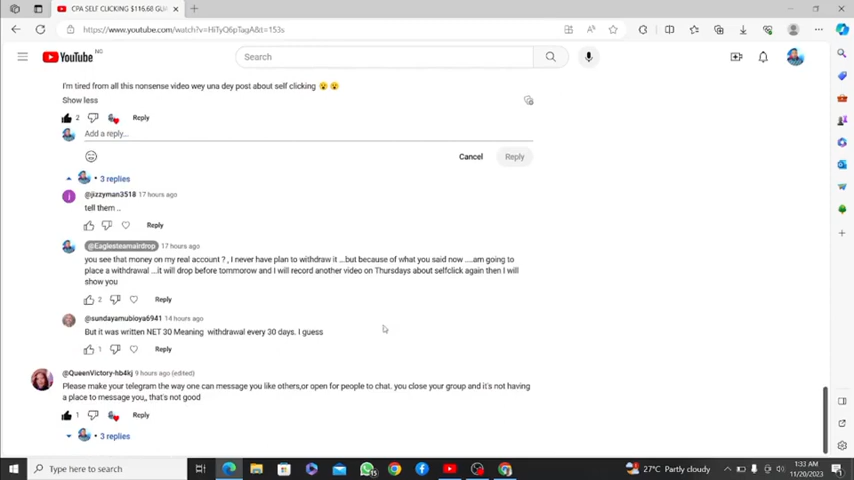 CPA SELF CLICKING $116.60 GU
https://www.youtube.com/watch?v=HiTyQ6pTagA&t=153s
YouTube NG
Search
I'm tired from all this nonsense video wey una dey post about self clicking 😮 😮
Show less
2 Reply
Add a reply...
Cancel Reply
3 replies
@jizzyman3518 17 hours ago
tell them ..
Reply
@Eaglesteamairdrop 17 hours ago
you see that money on my real account ? , I never have plan to withdraw it ...but because of what you said now ....am going to
place a withdrawal ...it will drop before tommorow and I will record another video on Thursdays about selfclick again then I will
show you
2 Reply
@sundayamubioya6941 14 hours ago
But it was written NET 30 Meaning withdrawal every 30 days. I guess
1 Reply
@QueenVictory-hb4kj 9 hours ago (edited)
Please make your telegram the way one can message you like others,or open for people to chat. you close your group and it's not having
a place to message you,, that's not good
1 Reply
3 replies
Type here to search
15
27°C Partly cloudy
1:33 AM
11/20/2023